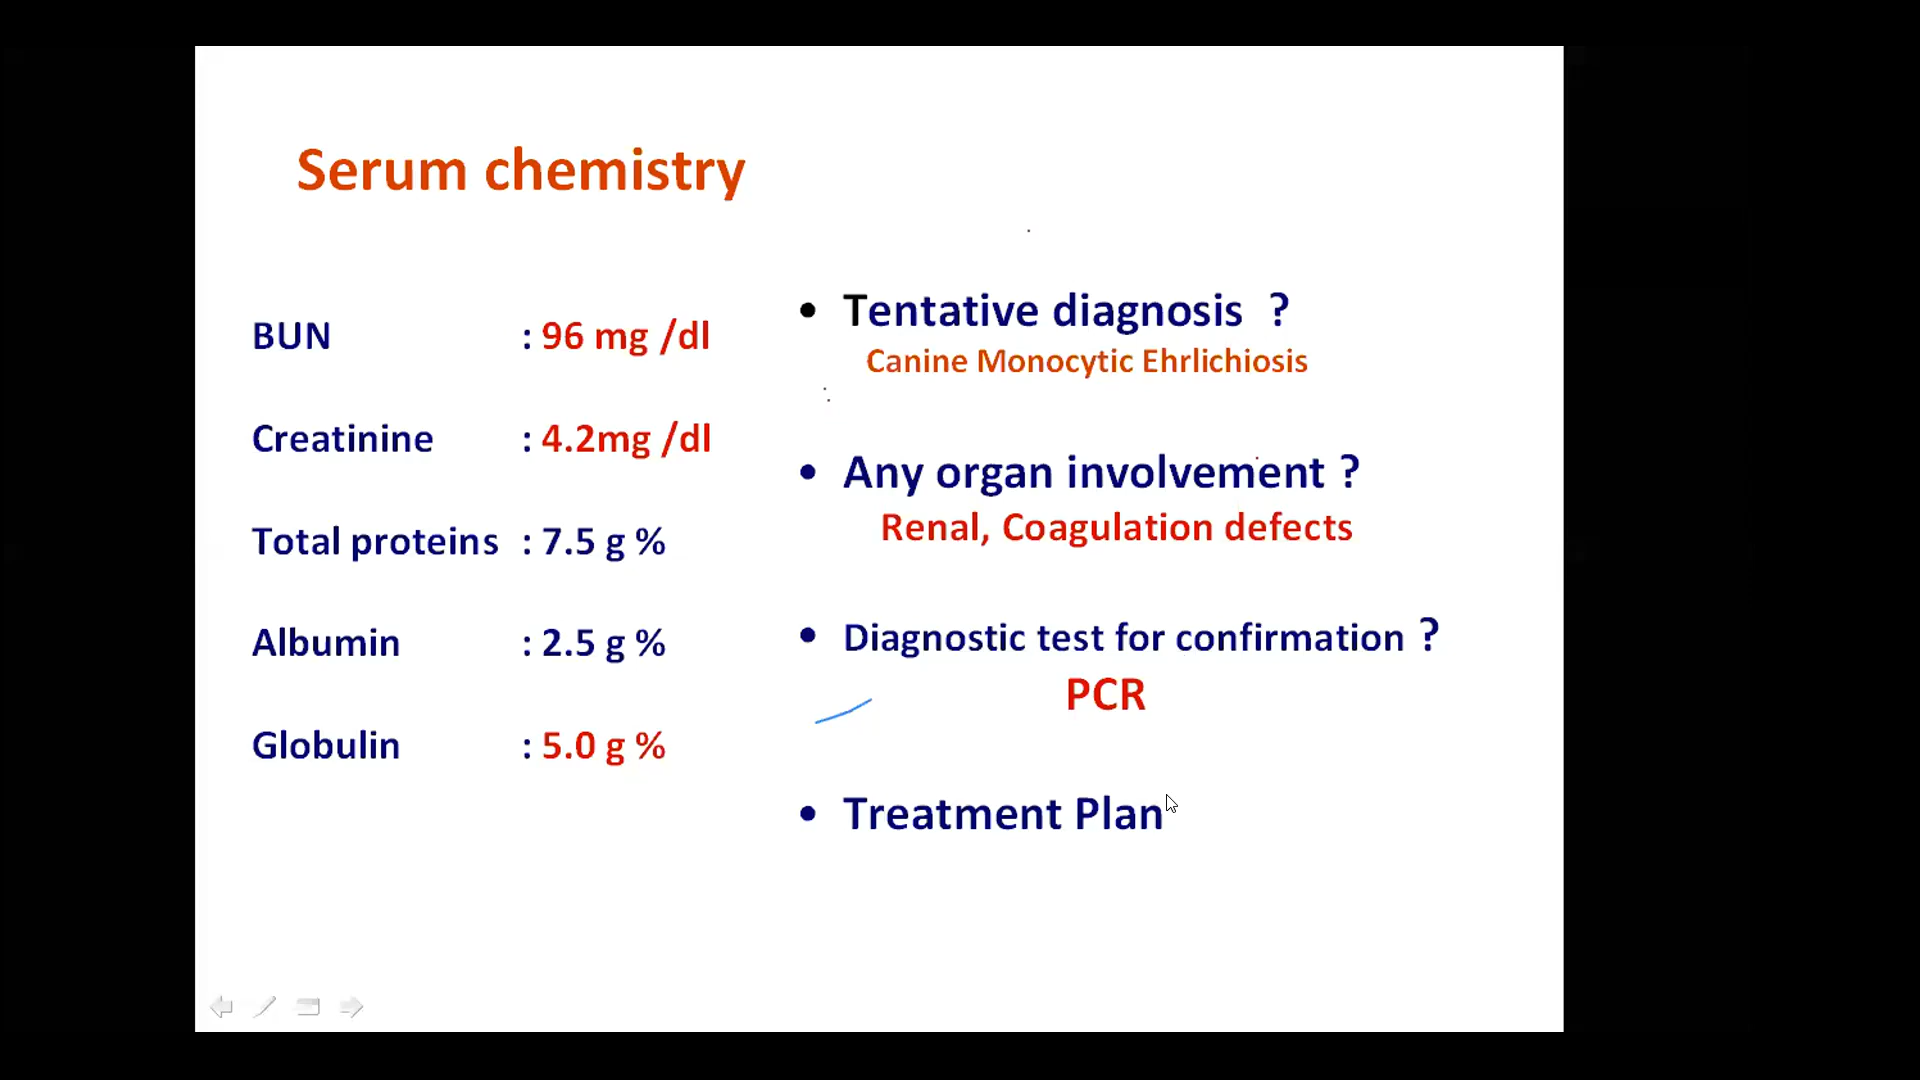 Serum chemistry
BUN : 96 mg /dl
Creatinine : 4.2mg /dl
Total proteins : 7.5 g %
Albumin : 2.5 g %
Globulin : 5.0 g %
• Tentative diagnosis ?
Canine Monocytic Ehrlichiosis
• Any organ involvement ?
Renal, Coagulation defects
• Diagnostic test for confirmation ?
PCR
• Treatment Plan